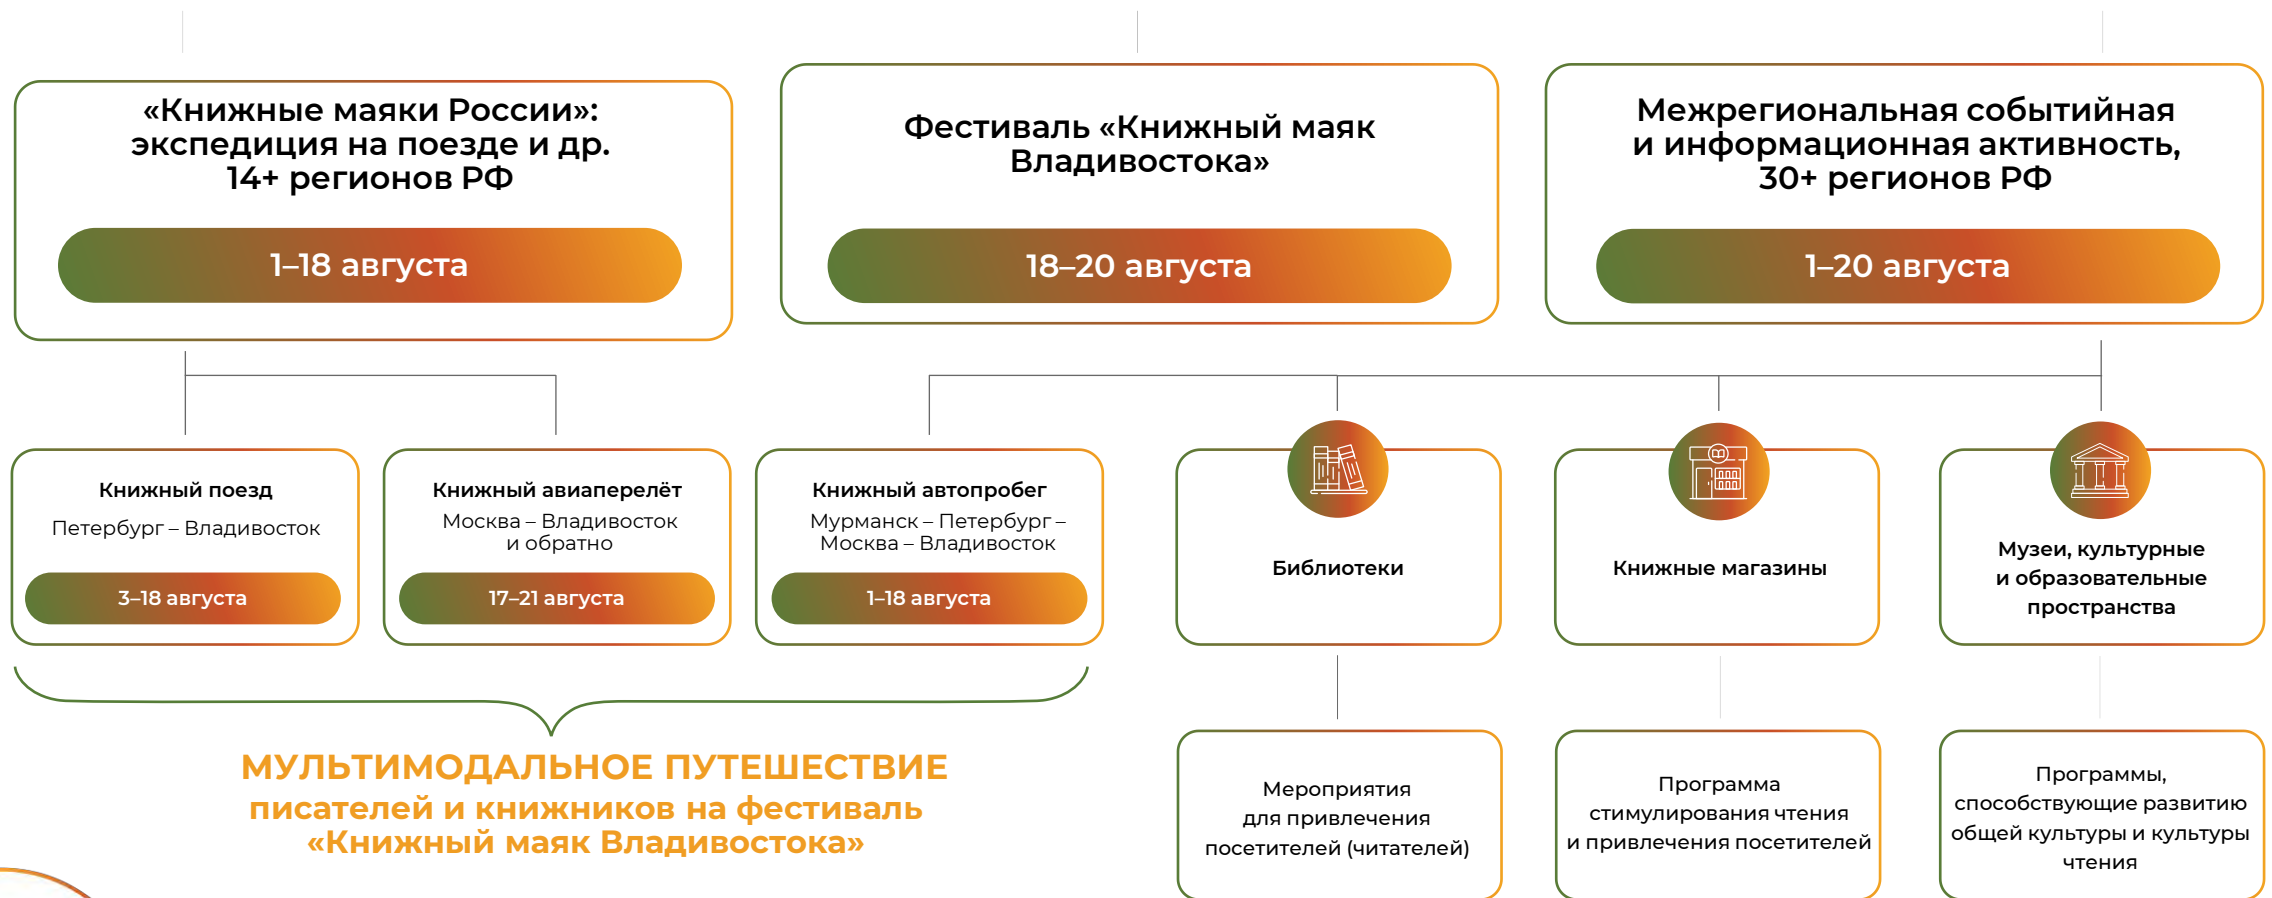 «Книжные маяки России»:
экспедиция на поезде и др.
14+ регионов РФ
1–18 августа
Фестиваль «Книжный маяк
Владивостока»
18–20 августа
Межрегиональная событийная
и информационная активность,
30+ регионов РФ
1–20 августа
Книжный поезд
Петербург – Владивосток
3–18 августа
Книжный авиаперелёт
Москва – Владивосток
и обратно
17–21 августа
Книжный автопробег
Мурманск – Петербург –
Москва – Владивосток
1–18 августа
Библиотеки
Книжные магазины
Музеи, культурные
и образовательные
пространства
МУЛЬТИМОДАЛЬНОЕ ПУТЕШЕСТВИЕ
писателей и книжников на фестиваль
«Книжный маяк Владивостока»
Мероприятия
для привлечения
посетителей (читателей)
Программа
стимулирования чтения
и привлечения посетителей
Программы,
способствующие развитию
общей культуры и культуры
чтения